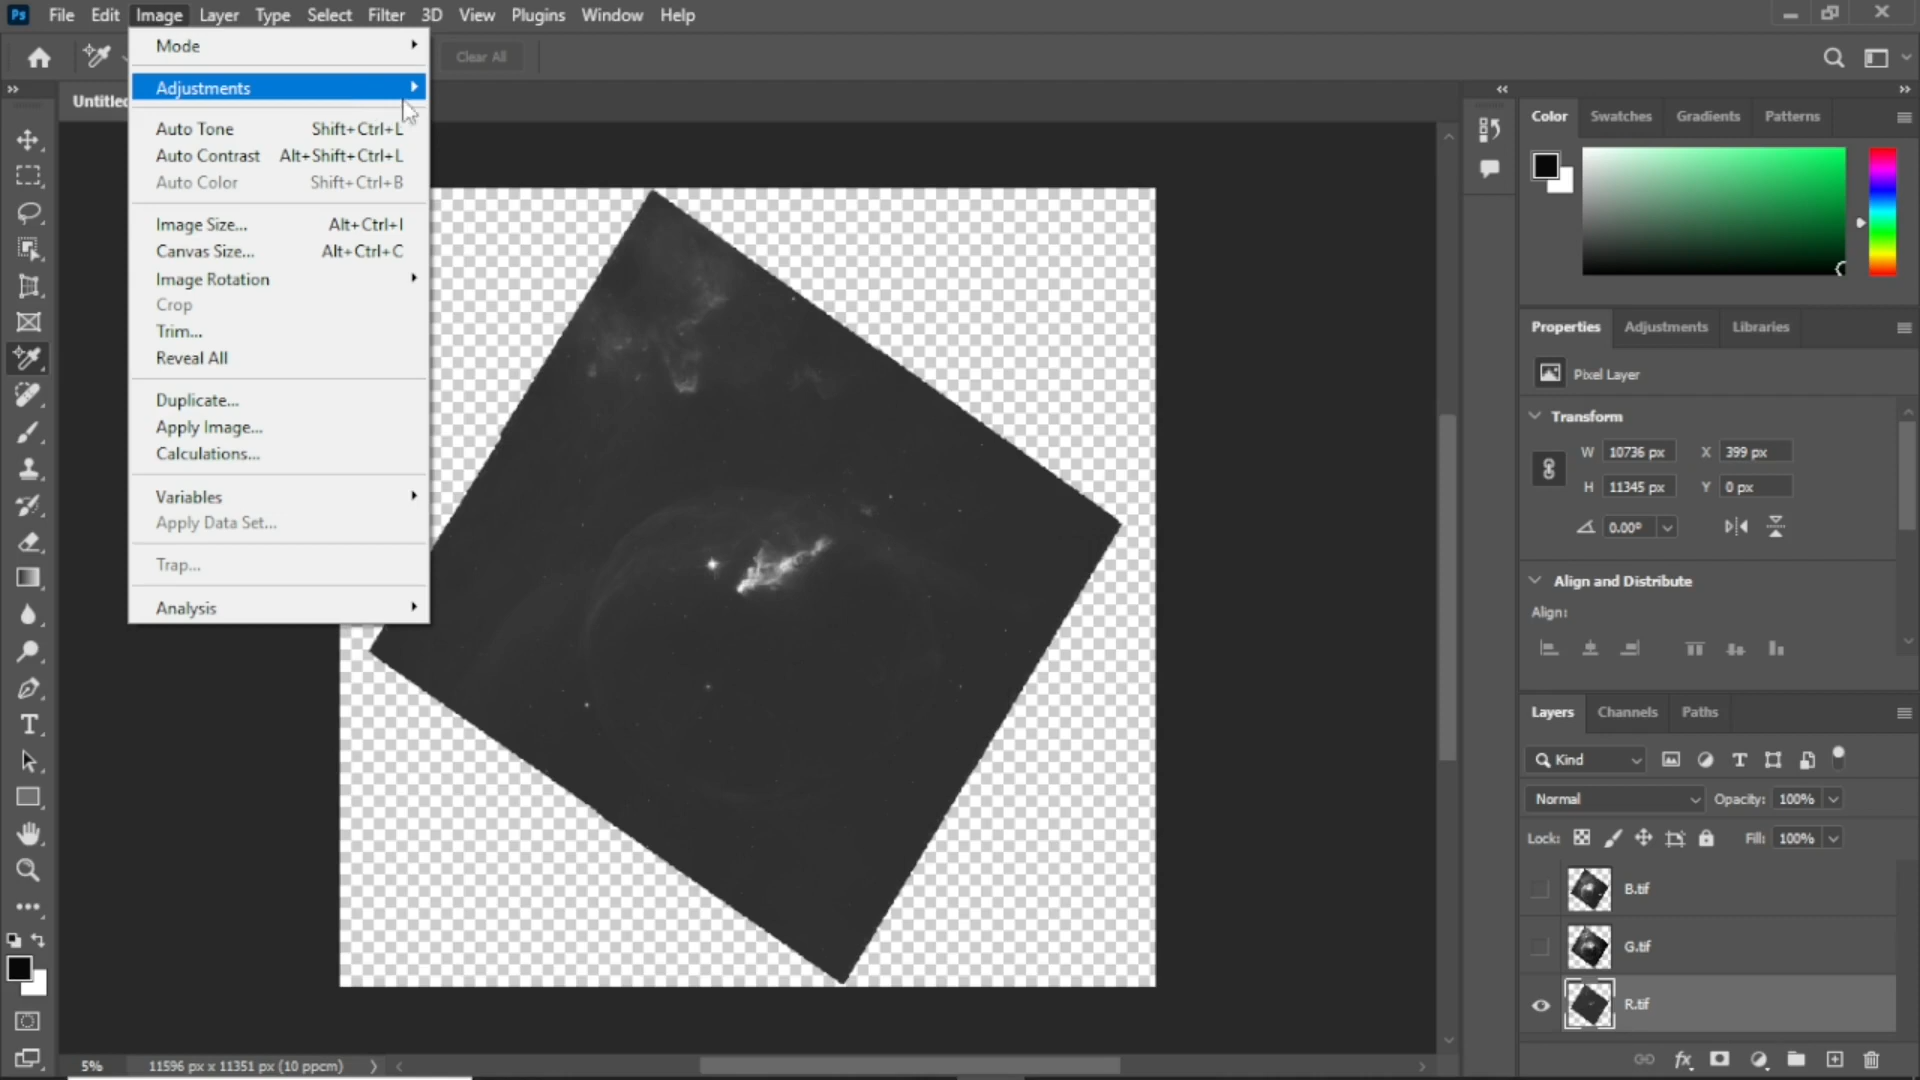 Ps File Edit Image Layer Type Select Filter 3D View Plugins Window Help
Clear All
Untitled
Mode
Adjustments
Auto Tone Shift+Ctrl+L
Auto Contrast Alt+Shift+Ctrl+L
Auto Color Shift+Ctrl+B
Image Size... Alt+Ctrl+I
Canvas Size... Alt+Ctrl+C
Image Rotation
Crop
Trim...
Reveal All
Duplicate...
Apply Image...
Calculations...
Variables
Apply Data Set...
Trap...
Analysis
Color Swatches Gradients Patterns
Properties Adjustments Libraries
Pixel Layer
Transform
W 10736 px X 399 px
H 11345 px Y 0 px
0.00°
Align and Distribute
Align:
Layers Channels Paths
Kind
Normal Opacity: 100%
Lock: Fill: 100%
B.tif
G.tif
R.tif
5% 11596 px x 11351 px (10 ppcm)